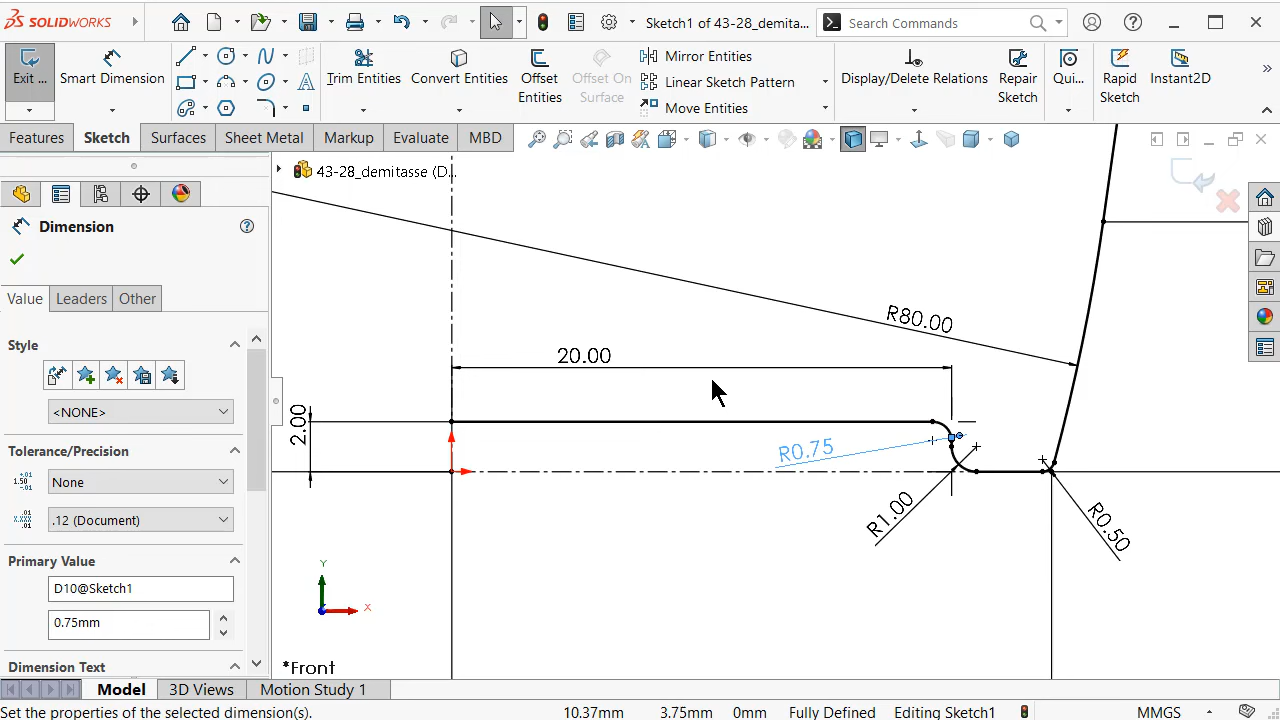 SOLIDWORKS
Sketch1 of 43-28_demita...
Search Commands
Exit ...
Smart Dimension
Trim Entities
Convert Entities
Offset Entities
Offset On Surface
Mirror Entities
Linear Sketch Pattern
Move Entities
Display/Delete Relations
Repair Sketch
Qui...
Rapid Sketch
Instant2D
Features
Sketch
Surfaces
Sheet Metal
Markup
Evaluate
MBD
43-28_demitasse (D...
Dimension
Value
Leaders
Other
Style
<NONE>
Tolerance/Precision
None
.12 (Document)
Primary Value
D10@Sketch1
0.75mm
Dimension Text
R80.00
20.00
2.00
R0.75
R1.00
R0.50
Y
X
*Front
Model
3D Views
Motion Study 1
Set the properties of the selected dimension(s).
10.37mm
3.75mm
0mm
Fully Defined
Editing Sketch1
MMGS